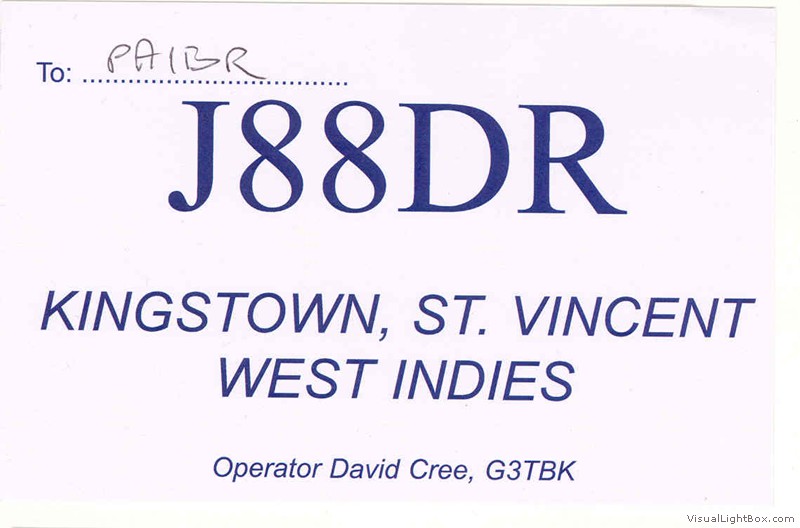 To: PA1BR
J88DR
KINGSTOWN, ST. VINCENT
WEST INDIES
Operator David Cree, G3TBK
VisualLightBox.com